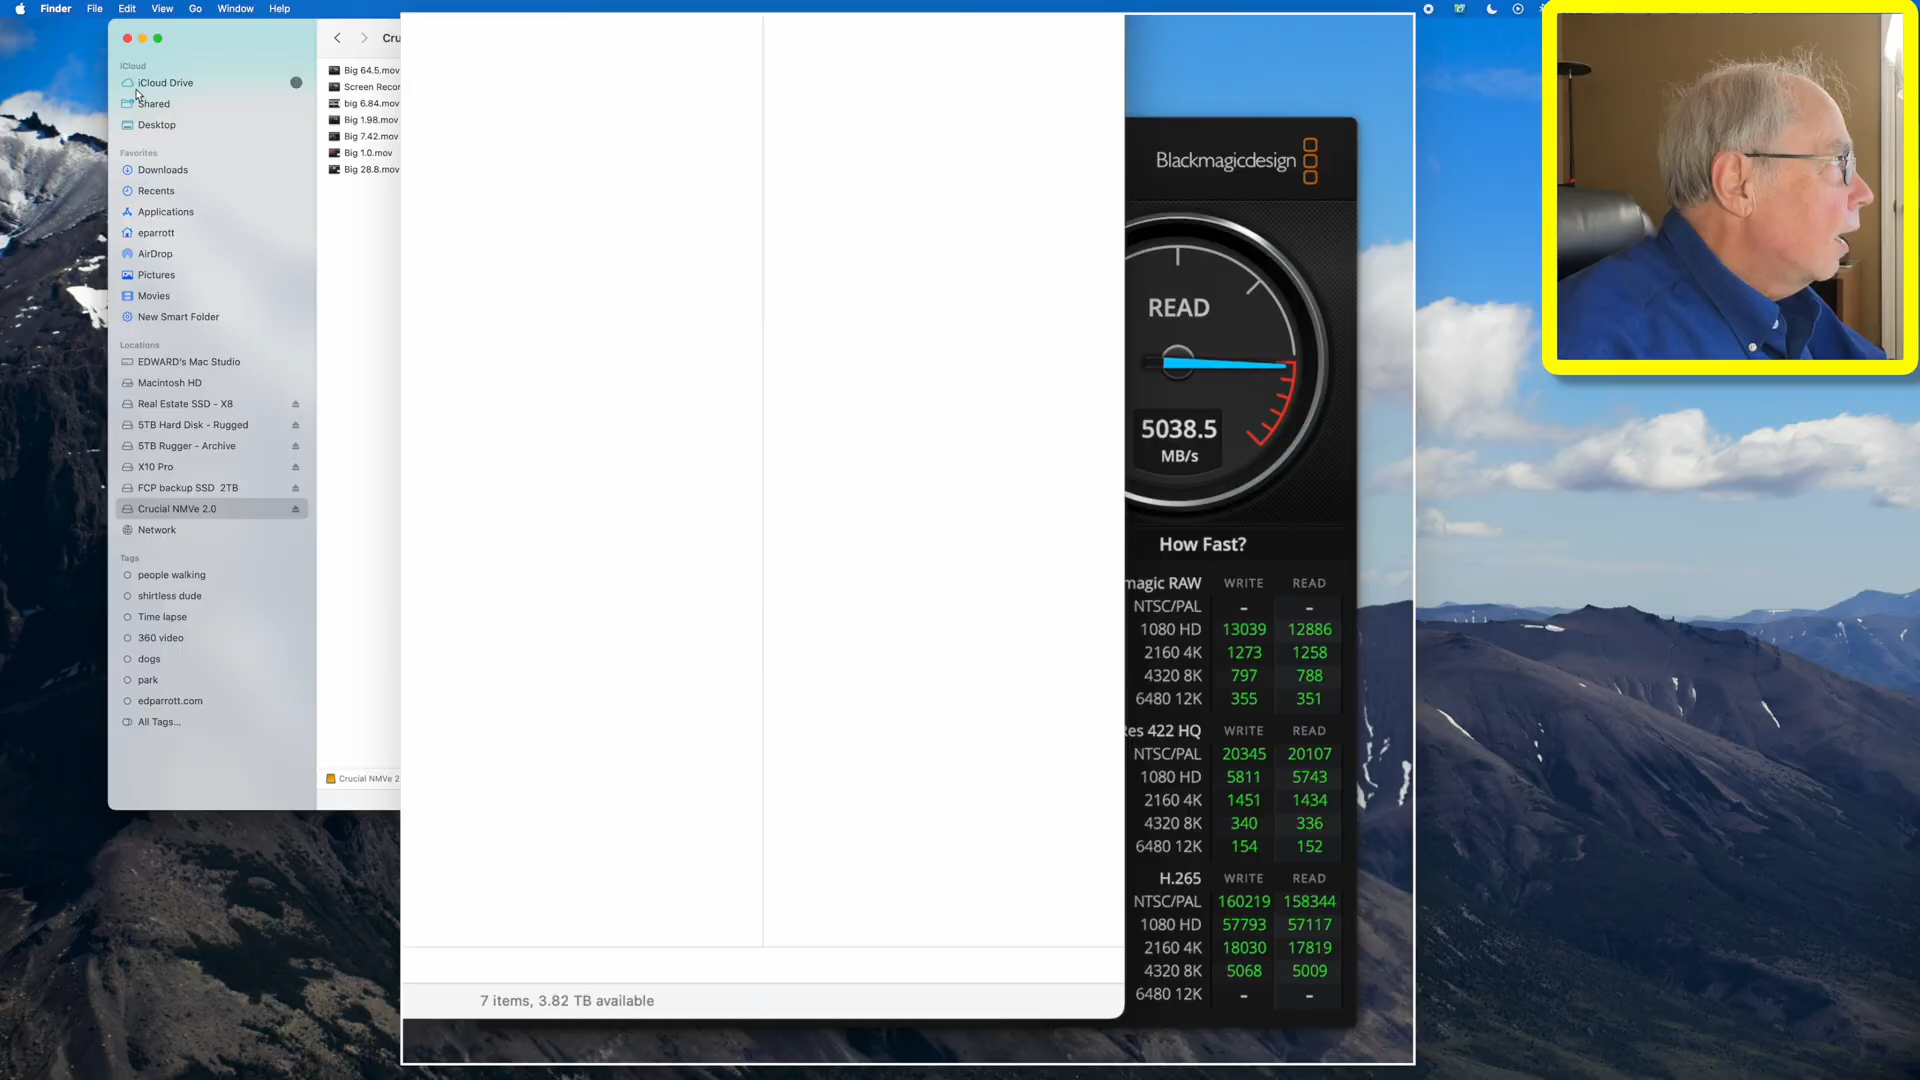 Finder File Edit View Go Window Help
Cru
iCloud
iCloud Drive
Shared
Desktop
Favorites
Downloads
Recents
Applications
eparrott
AirDrop
Pictures
Movies
New Smart Folder
Locations
EDWARD's Mac Studio
Macintosh HD
Real Estate SSD - X8
5TB Hard Disk - Rugged
5TB Rugger - Archive
X10 Pro
FCP backup SSD 2TB
Crucial NMVe 2.0
Network
Tags
people walking
shirtless dude
Time lapse
360 video
dogs
park
edparrott.com
All Tags...
Big 64.5.mov
Screen Recor
big 6.84.mov
Big 1.98.mov
Big 7.42.mov
Big 1.0.mov
Big 28.8.mov
Crucial NMVe 2
7 items, 3.82 TB available
Blackmagicdesign
READ
5038.5
MB/s
How Fast?
magic RAW WRITE READ
NTSC/PAL - -
1080 HD 13039 12886
2160 4K 1273 1258
4320 8K 797 788
6480 12K 355 351
Res 422 HQ WRITE READ
NTSC/PAL 20345 20107
1080 HD 5811 5743
2160 4K 1451 1434
4320 8K 340 336
6480 12K 154 152
H.265 WRITE READ
NTSC/PAL 160219 158344
1080 HD 57793 57117
2160 4K 18030 17819
4320 8K 5068 5009
6480 12K - -